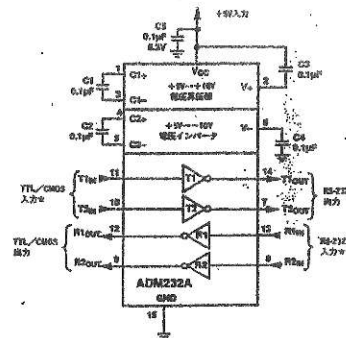 +5V入力
C5
0.1μF
6.3V
VCC
C1
0.1μF
1
C1+
3
C1−
+5V→+10V
電圧昇圧器
V+
2
C3
0.1μF
4
C2+
C2
0.1μF
5
C2−
+5V→−10V
電圧インバータ
V−
6
C4
0.1μF
TTL/CMOS
入力*
T1IN
11
T1
14
T1OUT
T2IN
10
T2
7
T2OUT
RS-232
出力
TTL/CMOS
出力
R1OUT
12
R1
13
R1IN
R2OUT
9
R2
8
R2IN
RS-232
入力*
ADM232A
GND
15